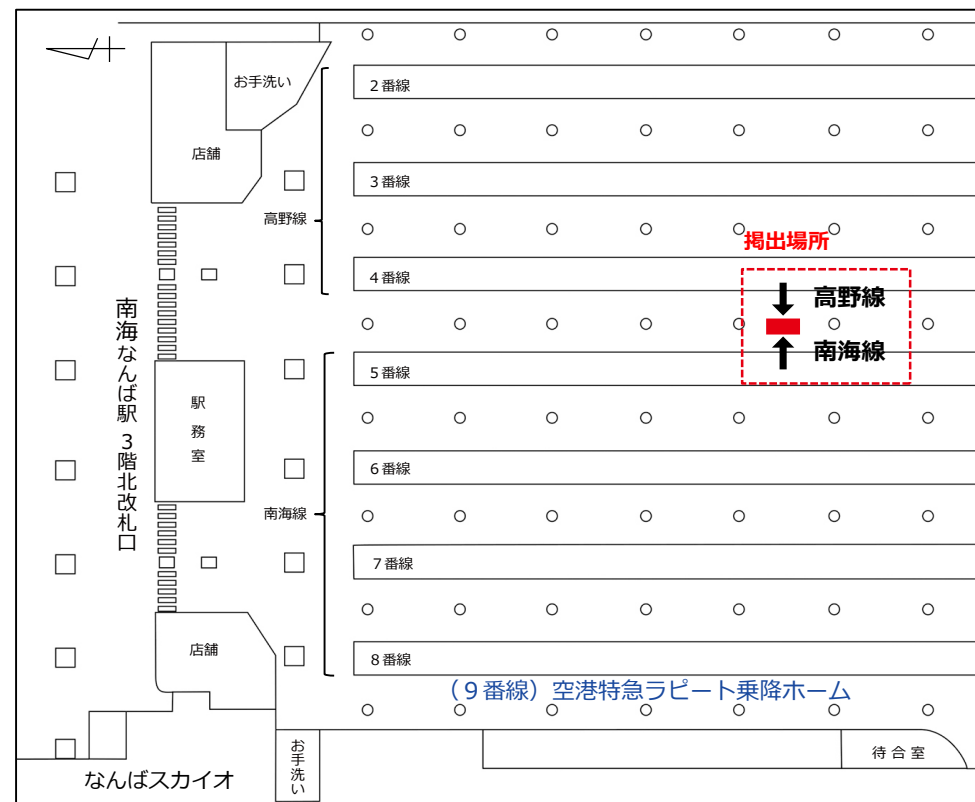 お手洗い
２番線
店舗
３番線
高野線
掲出場所
４番線
高野線
南海線
南海なんば駅３階北改札口
５番線
駅務室
６番線
南海線
７番線
店舗
８番線
（９番線）空港特急ラピート乗降ホーム
お手洗い
待合室
なんばスカイオ